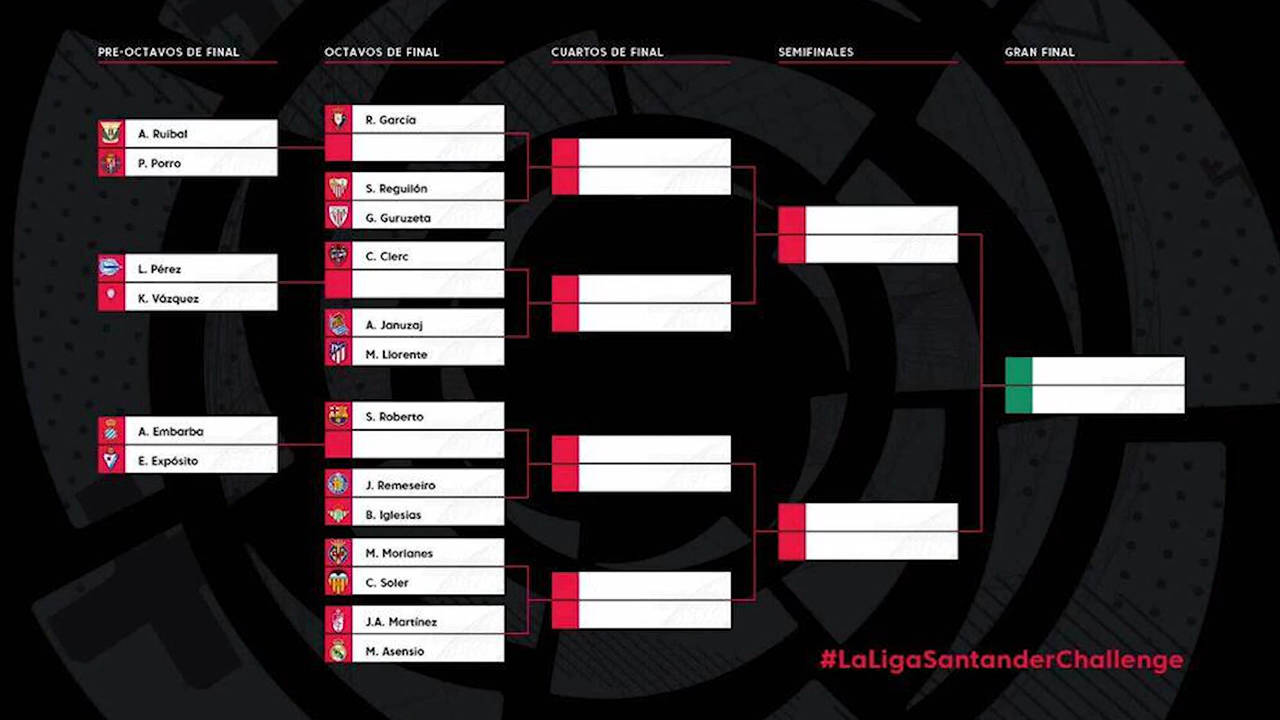 PRE-OCTAVOS DE FINAL
OCTAVOS DE FINAL
CUARTOS DE FINAL
SEMIFINALES
GRAN FINAL
A. Ruibal
P. Porro
L. Pérez
K. Vázquez
A. Embarba
E. Expósito
R. García
S. Reguilón
G. Guruzeta
C. Clerc
A. Januzaj
M. Llorente
S. Roberto
J. Remeseiro
B. Iglesias
M. Morlanes
C. Soler
J.A. Martínez
M. Asensio
#LaLigaSantanderChallenge